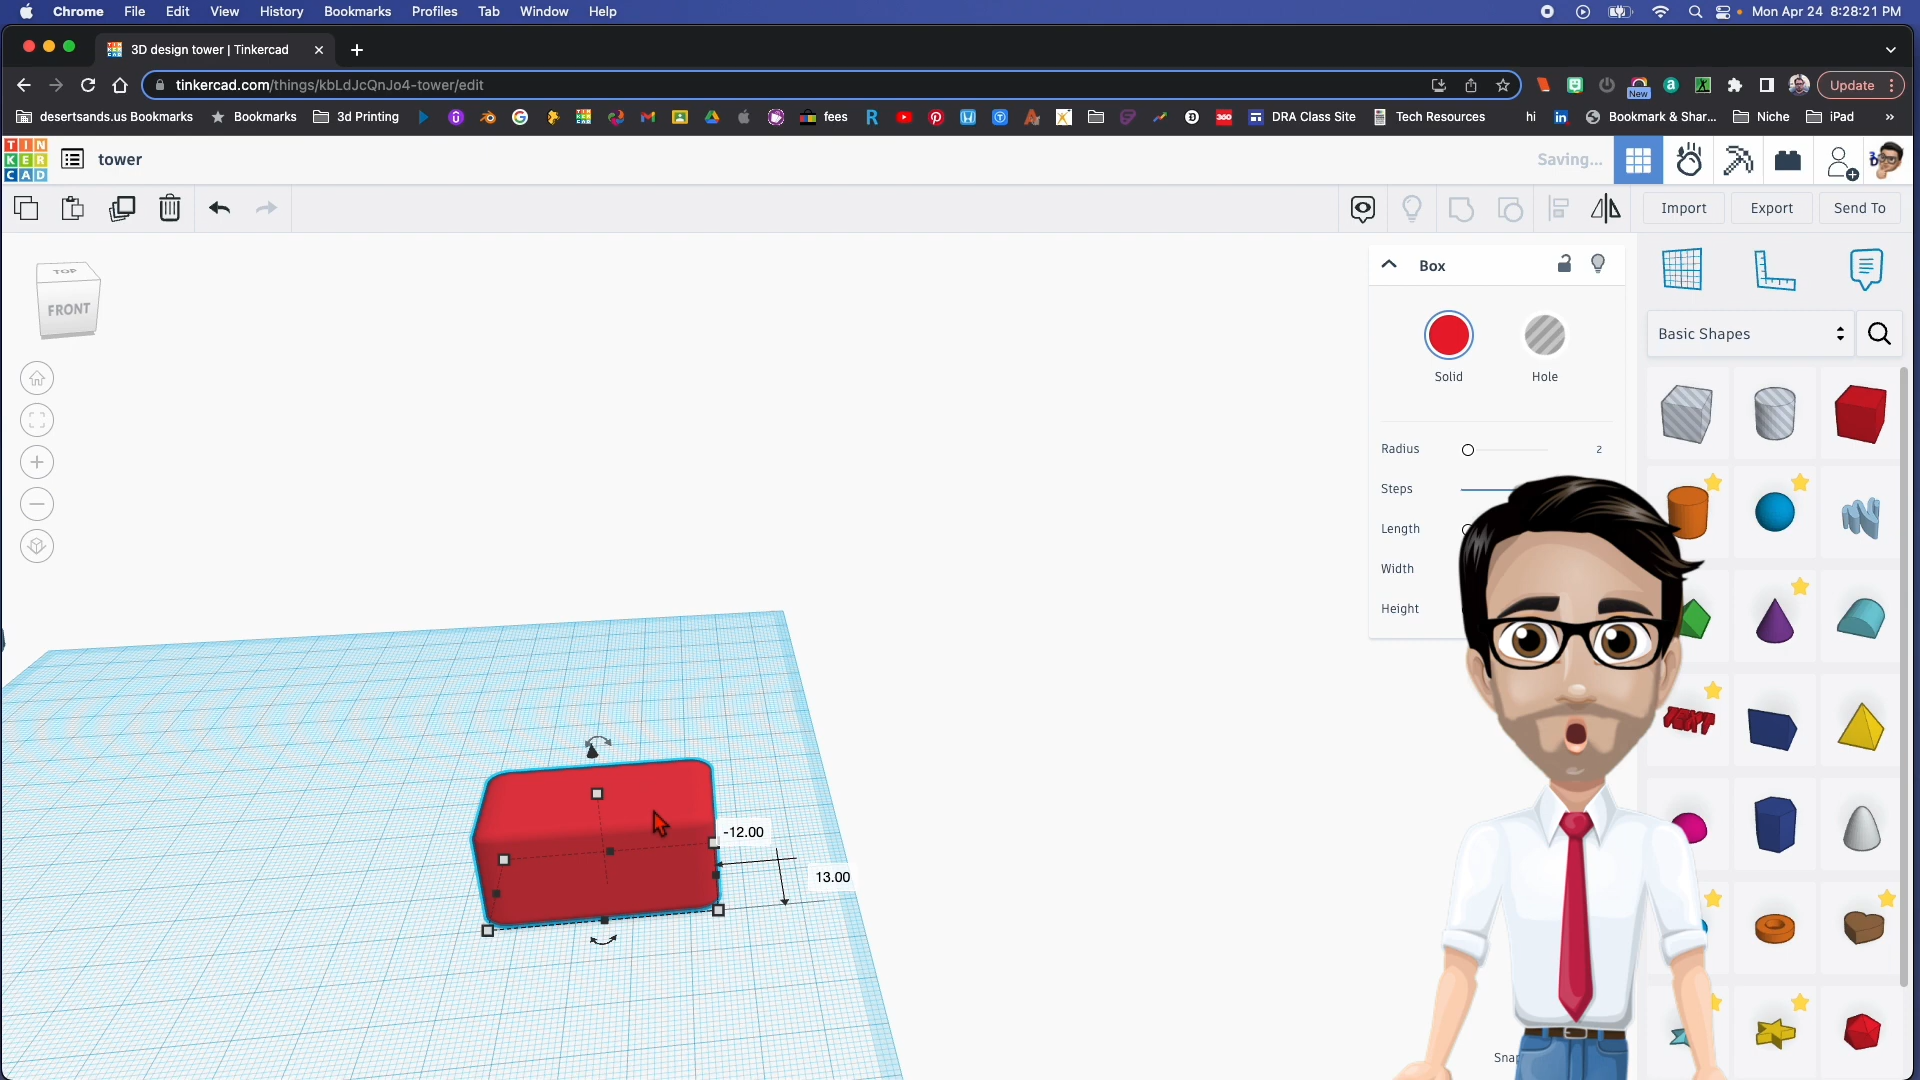 Chrome File Edit View History Bookmarks Profiles Tab Window Help Mon Apr 24 8:28:21 PM
3D design tower | Tinkercad
tinkercad.com/things/kbLdJcQnJo4-tower/edit New Update
desertsands.us Bookmarks Bookmarks 3d Printing fees DRA Class Site Tech Resources hi Bookmark & Shar... Niche iPad »
TIN
KER
CAD
tower Saving...
Import Export Send To
TOP
FRONT
Box
Solid Hole
Basic Shapes
Radius 2
Steps
Length
Width
Height
TEXT
-12.00
13.00
Snap